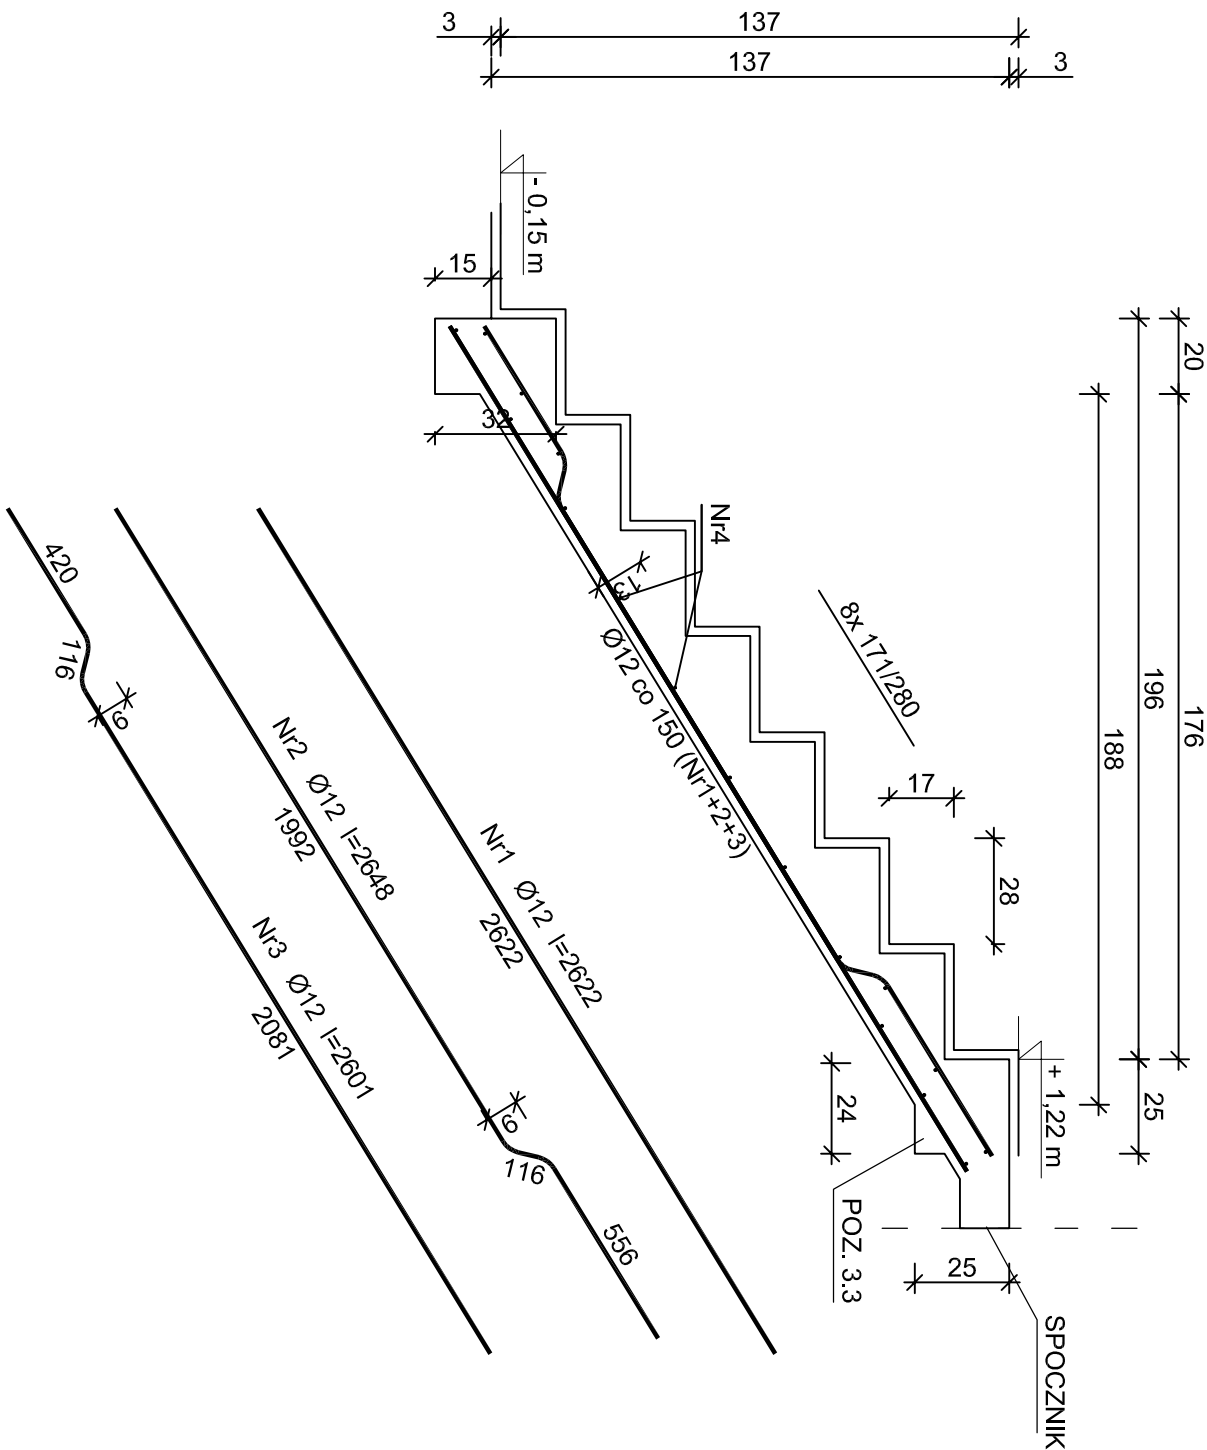 3
137
137
3
- 0,15 m
15
20
176
196
188
32
Nr4
13
Ø12 co 150 (Nr1+2+3)
8x 171/280
17
28
+ 1,22 m
25
24
25
POZ. 3.3
SPOCZNIK
Nr1 Ø12 l=2622
2622
Nr2 Ø12 l=2648
1992
9
116
556
Nr3 Ø12 l=2601
2081
420
116
9